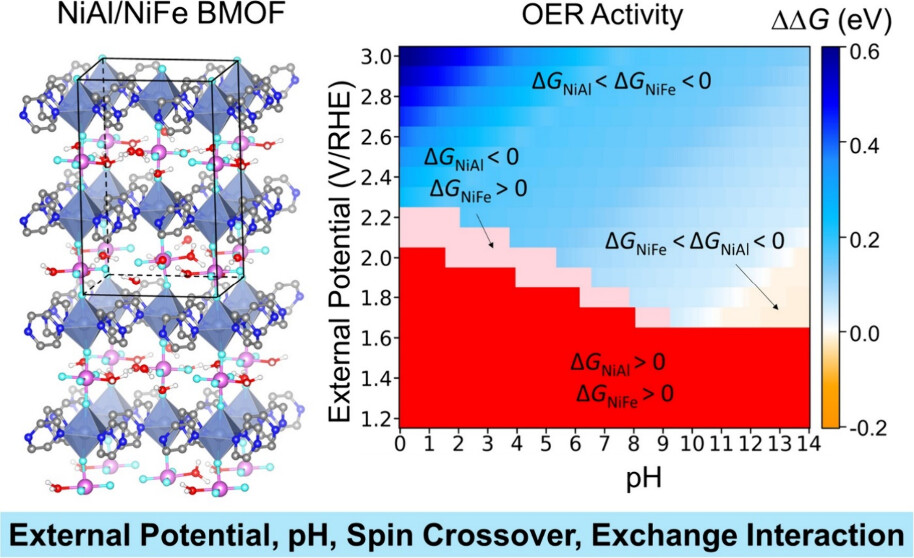 NiAl/NiFe BMOF
OER Activity
ΔΔG (eV)
External Potential (V/RHE)
3.0
2.8
2.6
2.4
2.2
2.0
1.8
1.6
1.4
1.2
ΔG_NiAl < ΔG_NiFe < 0
ΔG_NiAl < 0
ΔG_NiFe > 0
ΔG_NiFe < ΔG_NiAl < 0
ΔG_NiAl > 0
ΔG_NiFe > 0
0 1 2 3 4 5 6 7 8 9 10 11 12 13 14
pH
0.6
0.4
0.2
0.0
-0.2
External Potential, pH, Spin Crossover, Exchange Interaction